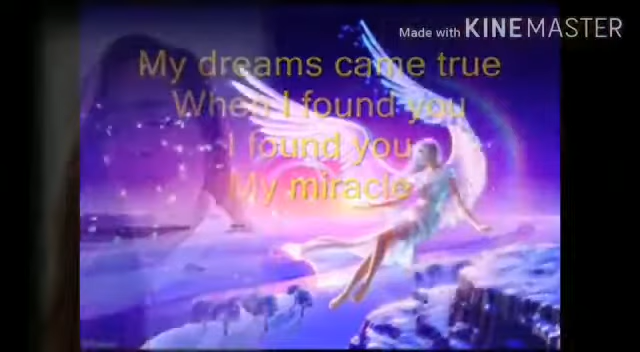 Made with KINEMASTER
My dreams came true
When I found you
I found you
My miracle